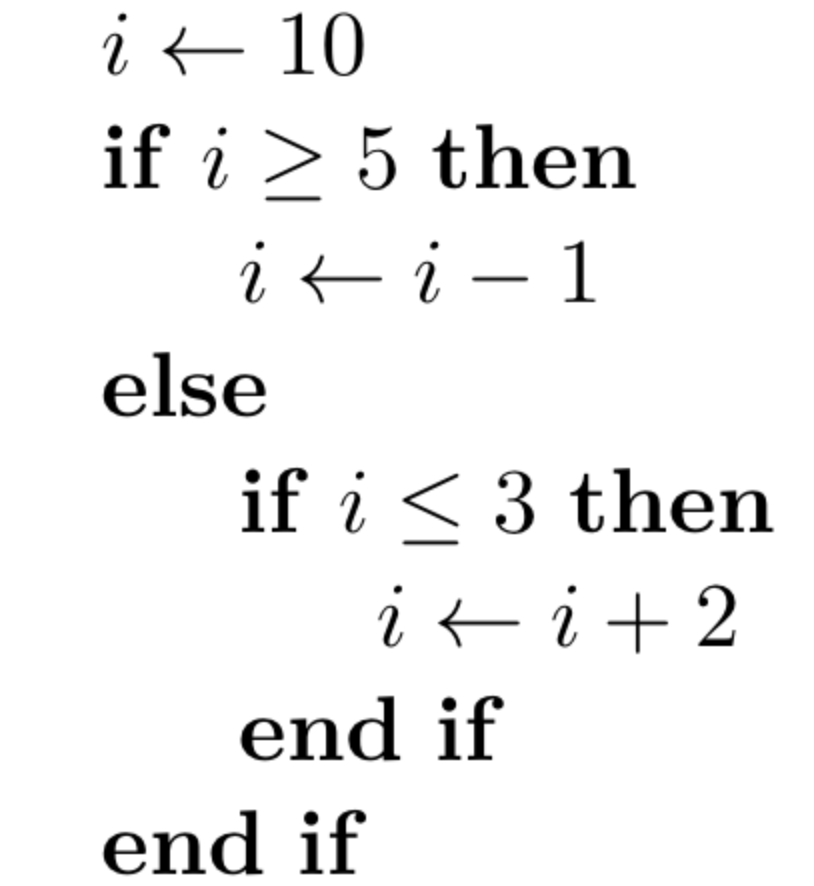 i ← 10
if i ≥ 5 then
i ← i − 1
else
if i ≤ 3 then
i ← i + 2
end if
end if